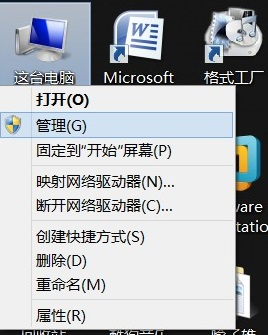 这台电脑
Microsoft
格式工厂
打开(O)
管理(G)
固定到“开始”屏幕(P)
映射网络驱动器(N)...
断开网络驱动器(C)...
创建快捷方式(S)
删除(D)
重命名(M)
属性(R)
ware
tation